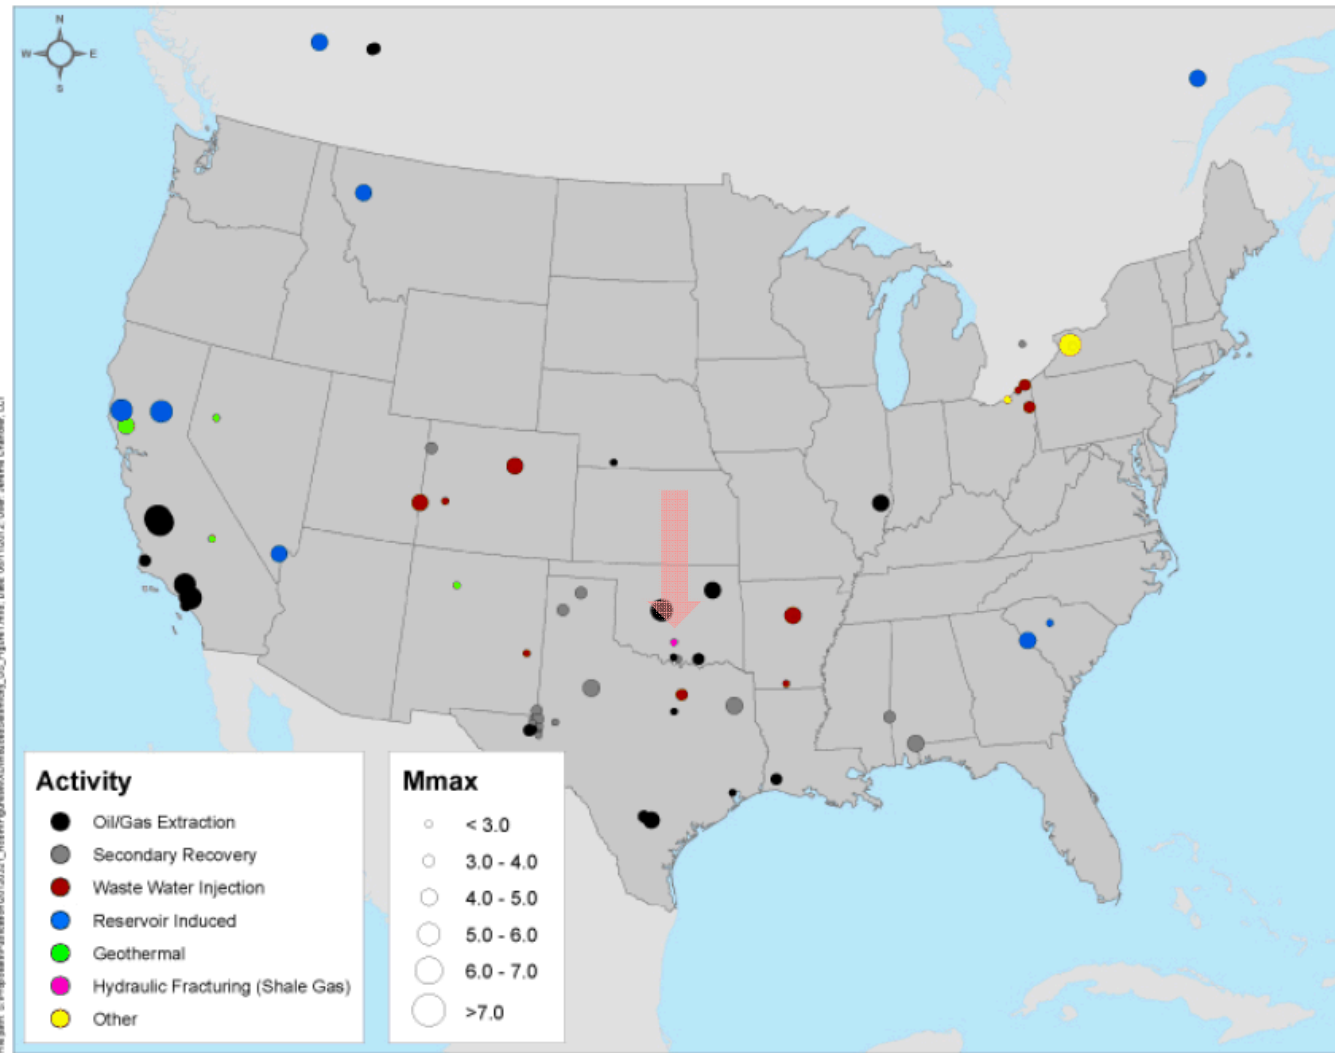 N
W E
S
Activity
Oil/Gas Extraction
Secondary Recovery
Waste Water Injection
Reservoir Induced
Geothermal
Hydraulic Fracturing (Shale Gas)
Other
Mmax
< 3.0
3.0 - 4.0
4.0 - 5.0
5.0 - 6.0
6.0 - 7.0
>7.0